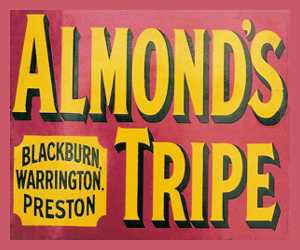 ALMOND'S
TRIPE
BLACKBURN,
WARRINGTON.
PRESTON